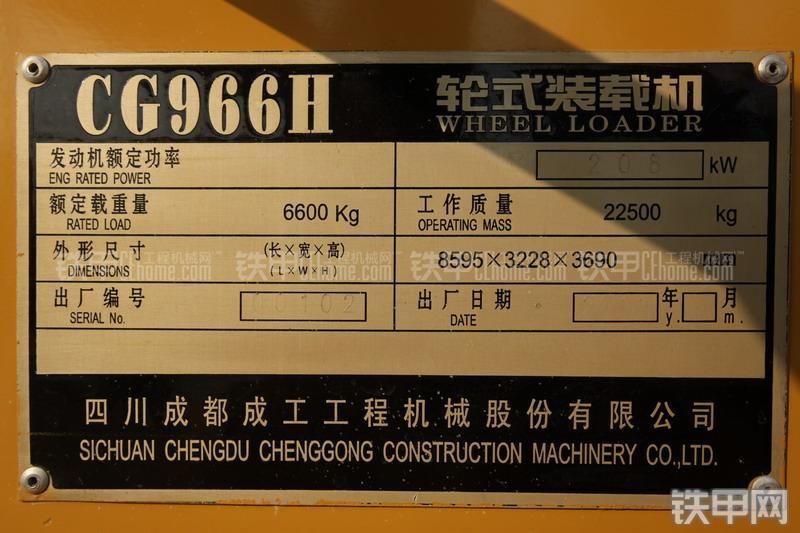 CG966H 轮式装载机
WHEEL LOADER
发动机额定功率 208 kW
ENG RATED POWER
额定载重量 6600 Kg 工作质量 22500 kg
RATED LOAD OPERATING MASS
外形尺寸 (长×宽×高) 8595×3228×3690 mm
DIMENSIONS (L×W×H)
出厂编号 出厂日期 年 月
SERIAL No. DATE y. m.
四川成都成工工程机械股份有限公司
SICHUAN CHENGDU CHENGGONG CONSTRUCTION MACHINERY CO.,LTD.
铁甲网